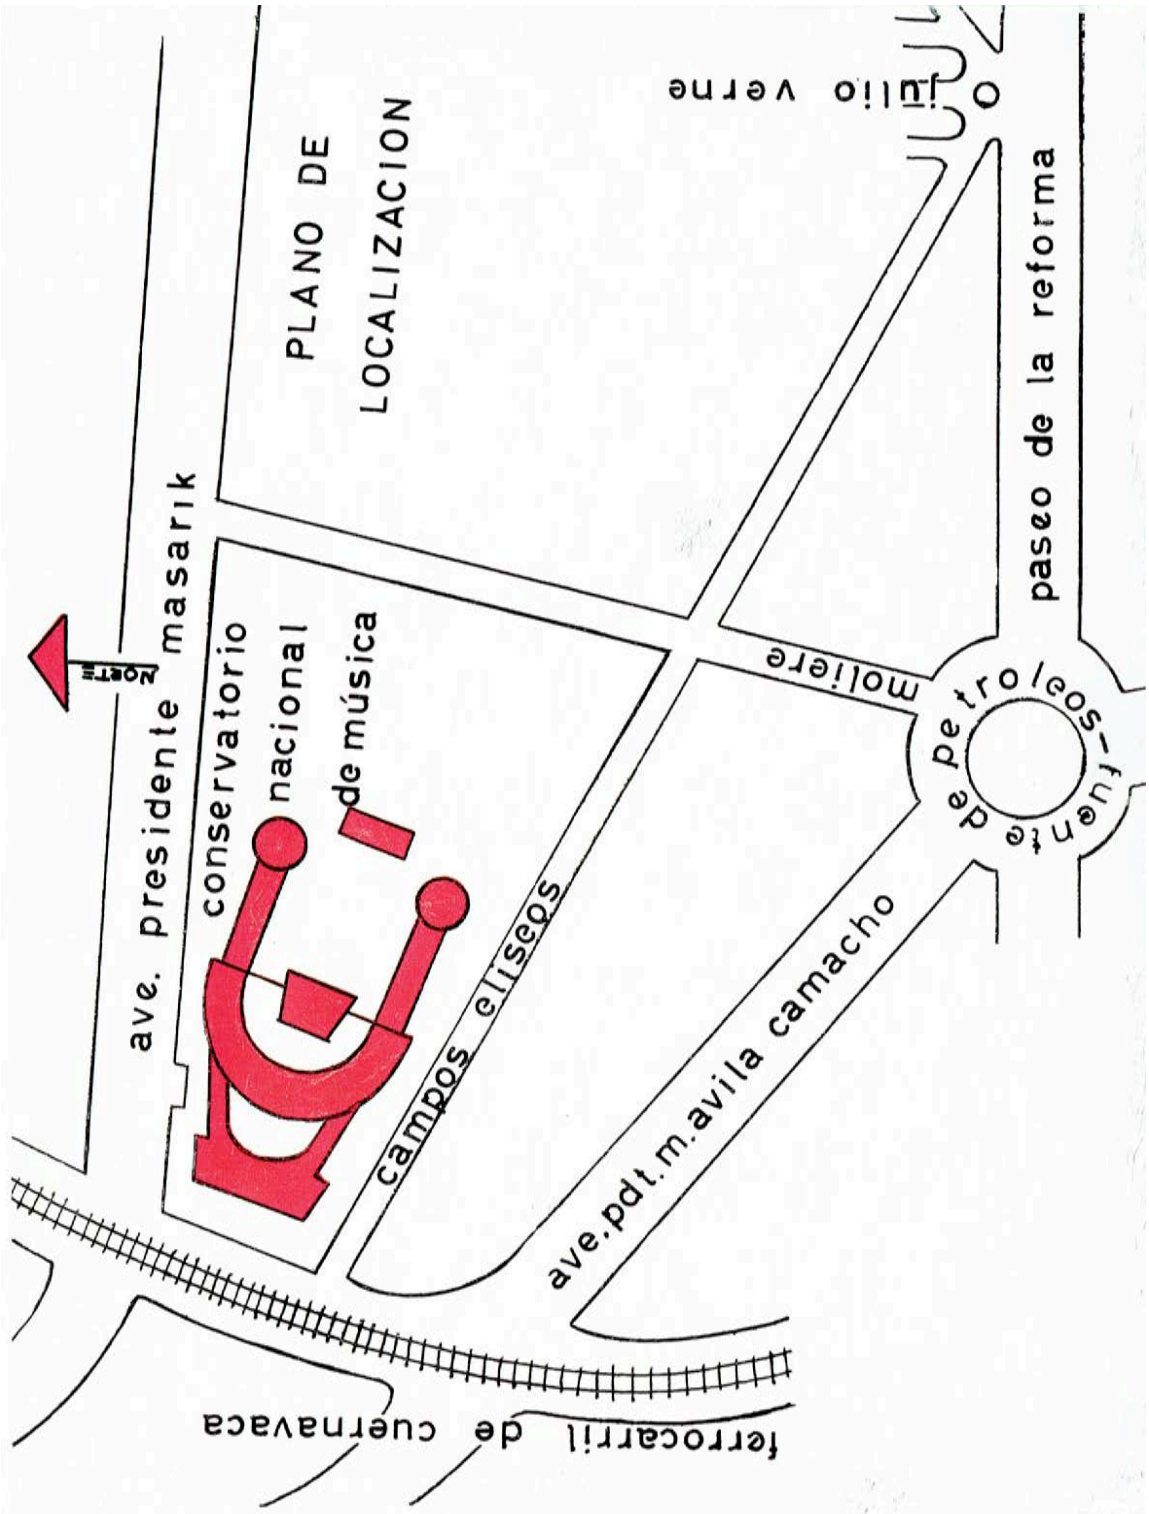 PLANO DE
LOCALIZACION
julio verne
paseo de la reforma
NORTE
ave. presidente masarık
conservatorio
nacional
de música
moliere
fuente de petroleos-
campos eliseos
ave. pdt. m. avila camacho
ferrocarril de cuernavaca